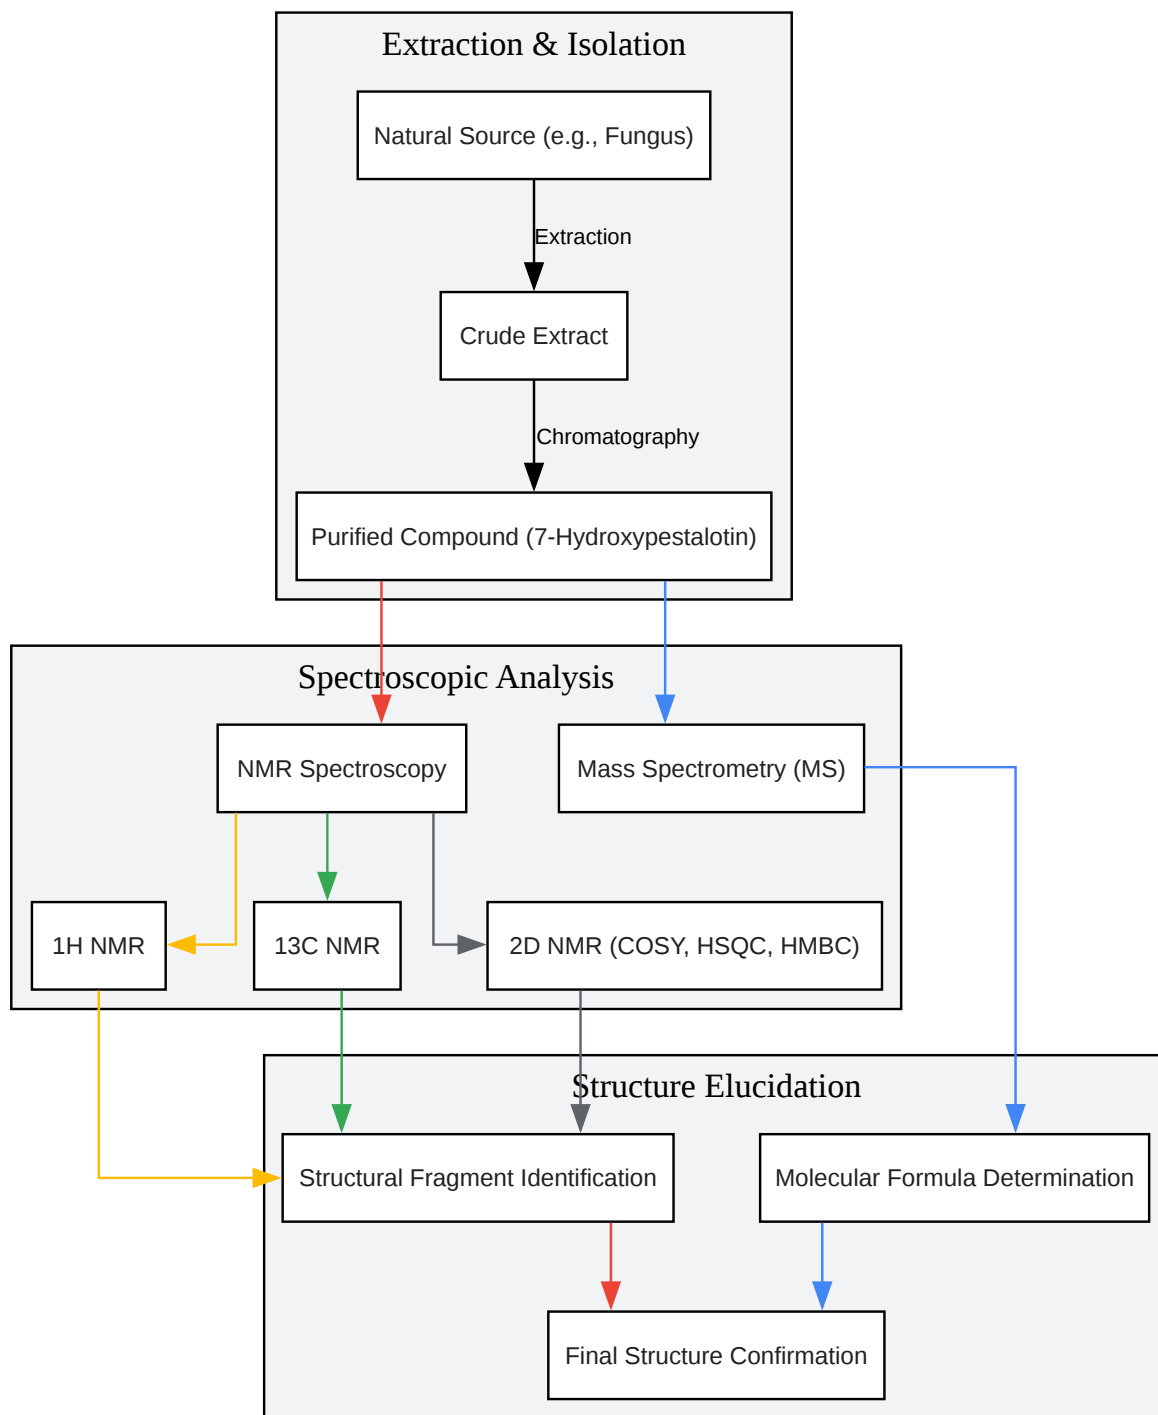 Extraction & Isolation
Natural Source (e.g., Fungus)
Extraction
Crude Extract
Chromatography
Purified Compound (7-Hydroxypestalotin)
Spectroscopic Analysis
NMR Spectroscopy
Mass Spectrometry (MS)
1H NMR
13C NMR
2D NMR (COSY, HSQC, HMBC)
Structure Elucidation
Structural Fragment Identification
Molecular Formula Determination
Final Structure Confirmation